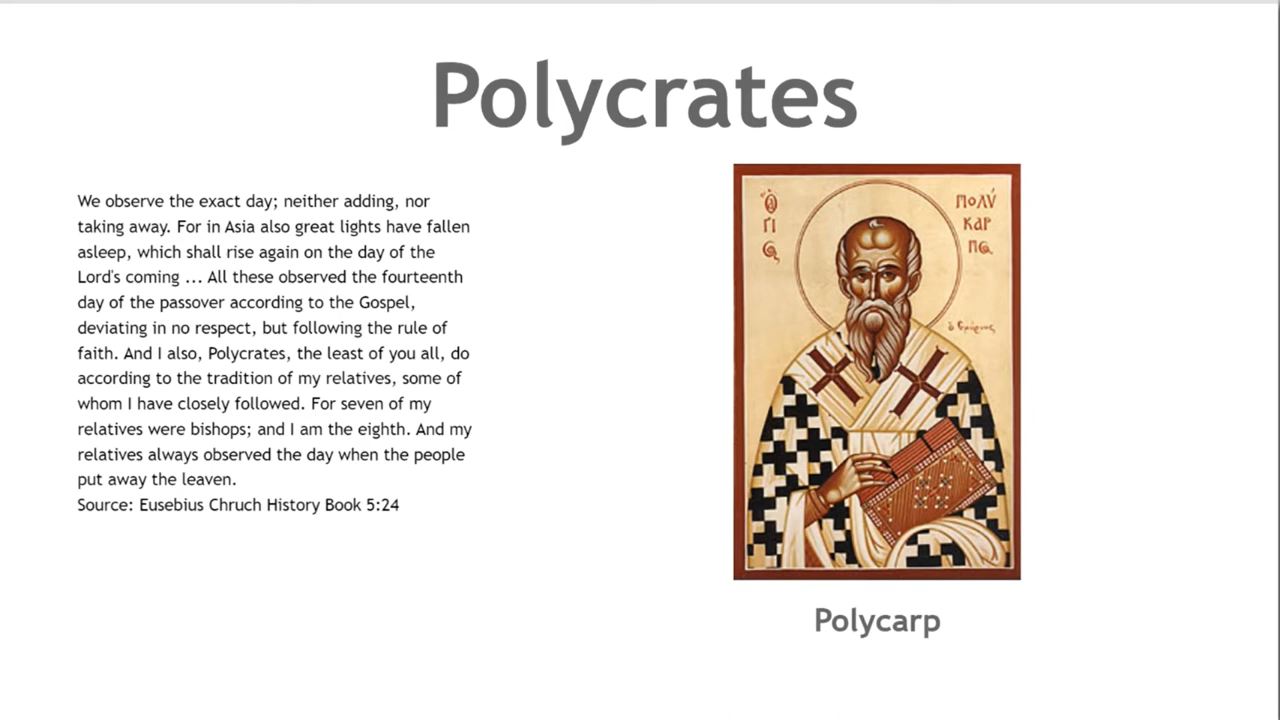 Polycrates
We observe the exact day; neither adding, nor
taking away. For in Asia also great lights have fallen
asleep, which shall rise again on the day of the
Lord's coming ... All these observed the fourteenth
day of the passover according to the Gospel,
deviating in no respect, but following the rule of
faith. And I also, Polycrates, the least of you all, do
according to the tradition of my relatives, some of
whom I have closely followed. For seven of my
relatives were bishops; and I am the eighth. And my
relatives always observed the day when the people
put away the leaven.
Source: Eusebius Chruch History Book 5:24
ΠΟΛΎ
ΚΑΡ
Polycarp